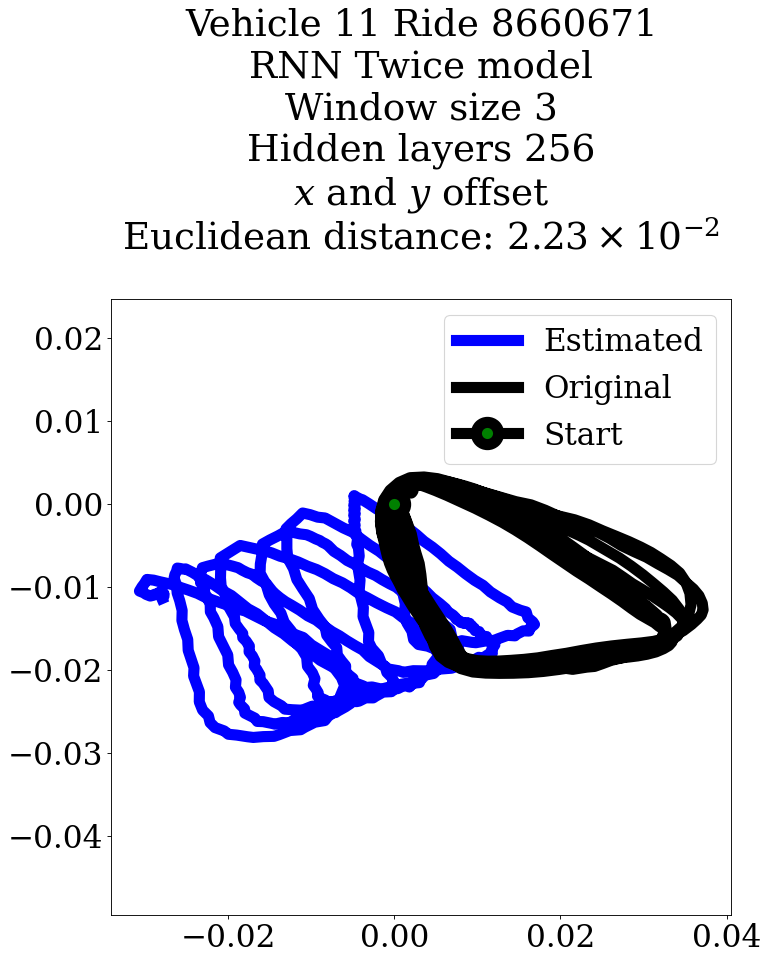 Vehicle 11 Ride 8660671
RNN Twice model
Window size 3
Hidden layers 256
x and y offset
Euclidean distance: 2.23 × 10⁻²
Estimated
Original
Start
0.02
0.01
0.00
−0.01
−0.02
−0.03
−0.04
−0.02 0.00 0.02 0.04